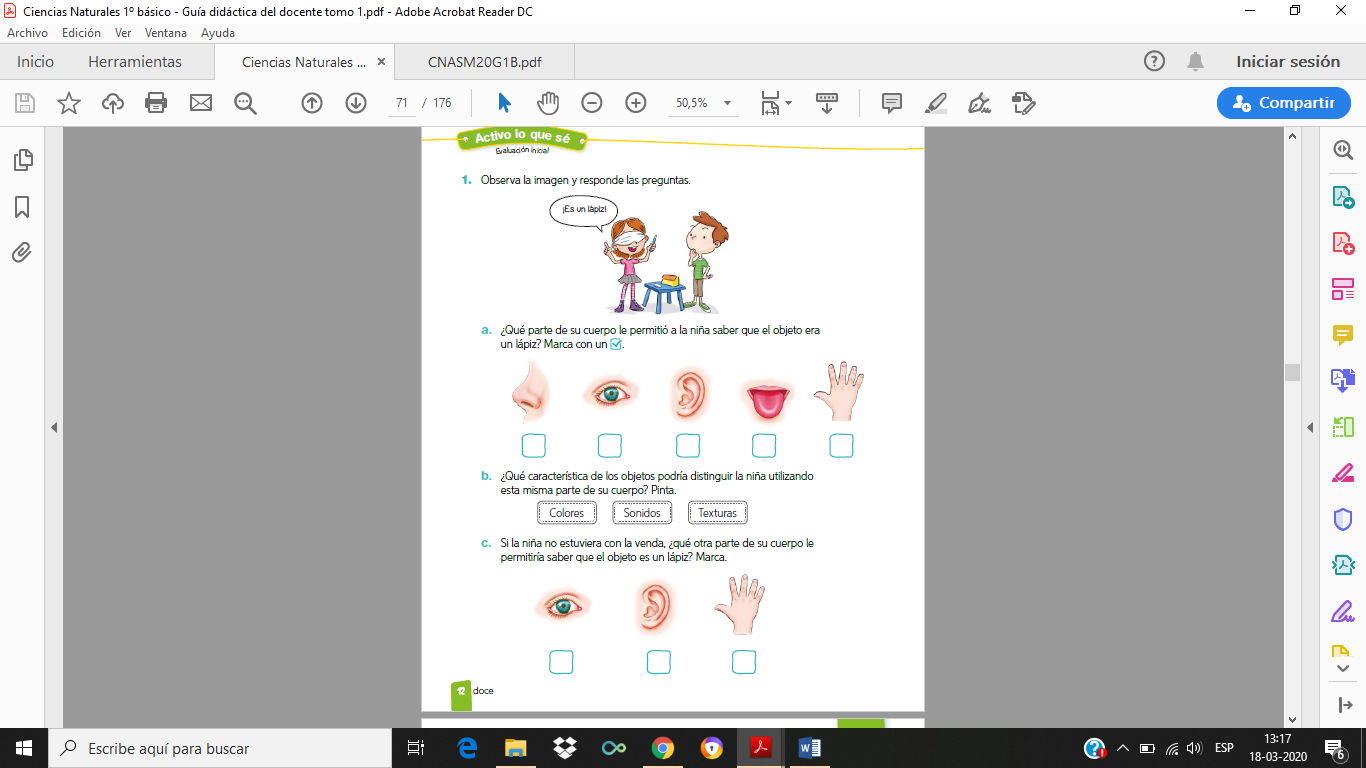 Ciencias Naturales 1º básico - Guía didáctica del docente tomo 1.pdf - Adobe Acrobat Reader DC
Archivo Edición Ver Ventana Ayuda
Inicio Herramientas Ciencias Naturales ... CNASM20G1B.pdf Iniciar sesión
71 / 176 50,5% Compartir
Activo lo que sé
Evaluación inicial
1. Observa la imagen y responde las preguntas.
¡Es un lápiz!
a. ¿Qué parte de su cuerpo le permitió a la niña saber que el objeto era
un lápiz? Marca con un ☑.
b. ¿Qué característica de los objetos podría distinguir la niña utilizando
esta misma parte de su cuerpo? Pinta.
Colores Sonidos Texturas
c. Si la niña no estuviera con la venda, ¿qué otra parte de su cuerpo le
permitiría saber que el objeto es un lápiz? Marca.
12 doce
Escribe aquí para buscar
ESP
13:17
18-03-2020
6